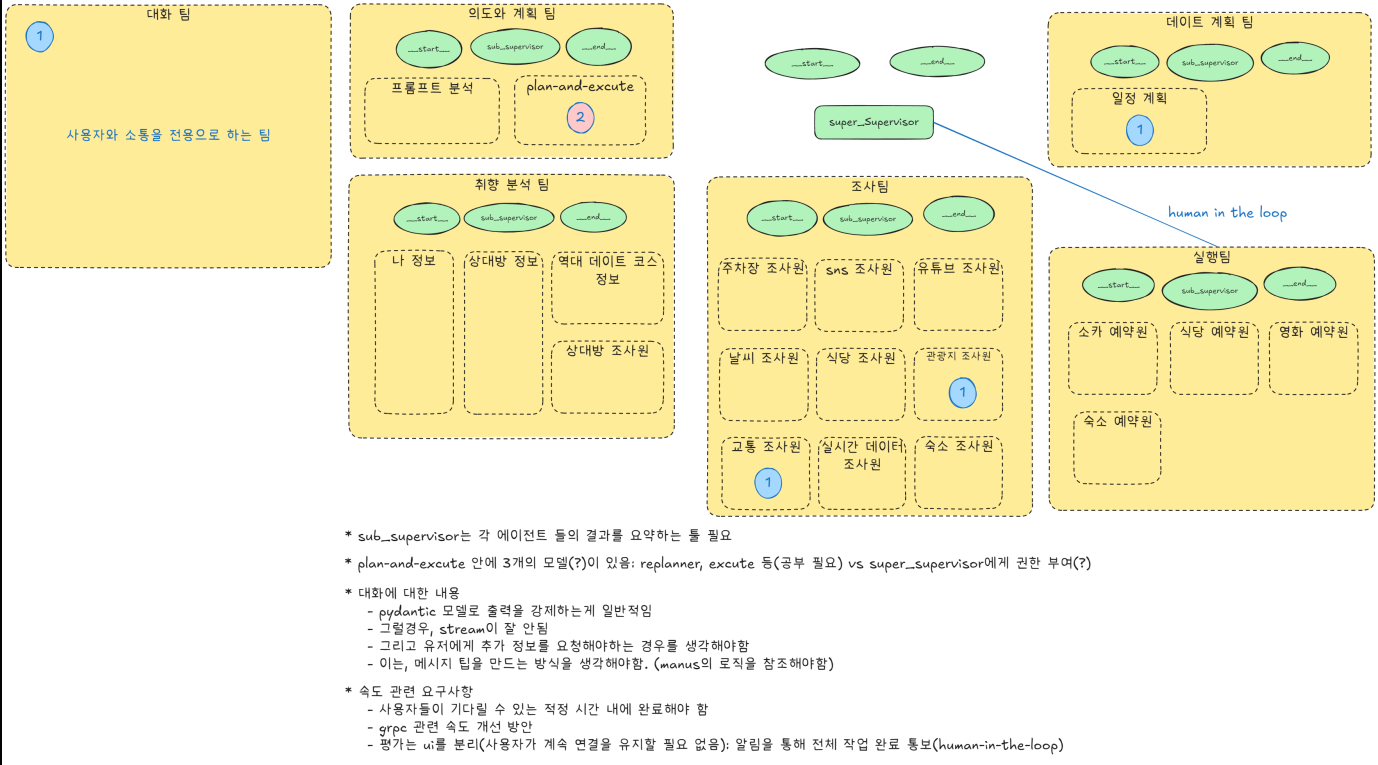 대화 팀
1
사용자와 소통을 전용으로 하는 팀
의도와 계획 팀
__start__
sub_supervisor
__end__
프롬프트 분석
plan-and-excute
2
취향 분석 팀
__start__
sub_supervisor
__end__
나 정보
상대방 정보
역대 데이트 코스
정보
상대방 조사원
__start__
__end__
super_Supervisor
조사팀
__start__
sub_supervisor
__end__
주차장 조사원
sns 조사원
유튜브 조사원
날씨 조사원
식당 조사원
관광지 조사원
1
교통 조사원
1
실시간 데이터
조사원
숙소 조사원
데이트 계획 팀
__start__
sub_supervisor
__end__
일정 계획
1
human in the loop
실행팀
__start__
sub_supervisor
__end__
소카 예약원
식당 예약원
영화 예약원
숙소 예약원
* sub_supervisor는 각 에이전트 들의 결과를 요약하는 툴 필요
* plan-and-excute 안에 3개의 모델(?)이 있음: replanner, excute 등(공부 필요) vs super_supervisor에게 권한 부여(?)
* 대화에 대한 내용
- pydantic 모델로 출력을 강제하는게 일반적임
- 그럴경우, stream이 잘 안됨
- 그리고 유저에게 추가 정보를 요청해야하는 경우를 생각해야함
- 이는, 메시지 팁을 만드는 방식을 생각해야함. (manus의 로직을 참조해야함)
* 속도 관련 요구사항
- 사용자들이 기다릴 수 있는 적정 시간 내에 완료해야 함
- grpc 관련 속도 개선 방안
- 평가는 ui를 분리(사용자가 계속 연결을 유지할 필요 없음): 알림을 통해 전체 작업 완료 통보(human-in-the-loop)